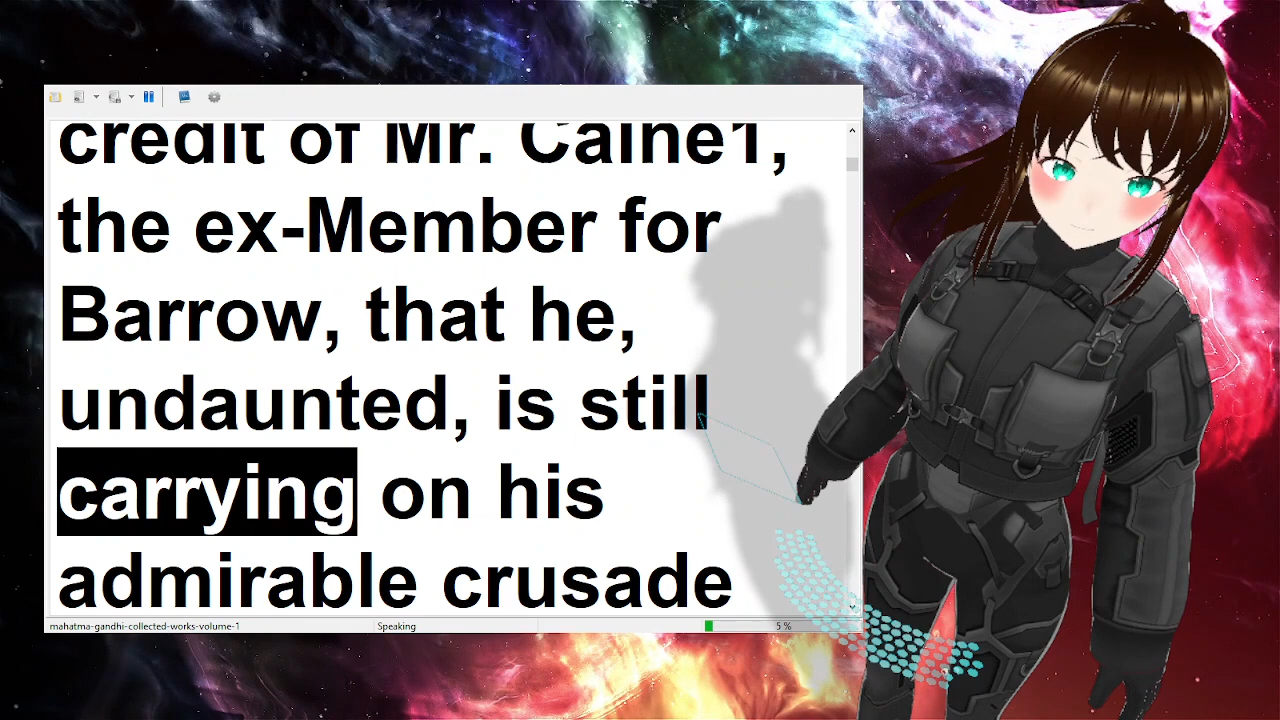 credit of Mr. Caine1,
the ex-Member for
Barrow, that he,
undaunted, is still
carrying on his
admirable crusade
mahatma-gandhi-collected-works-volume-1
Speaking
5 %